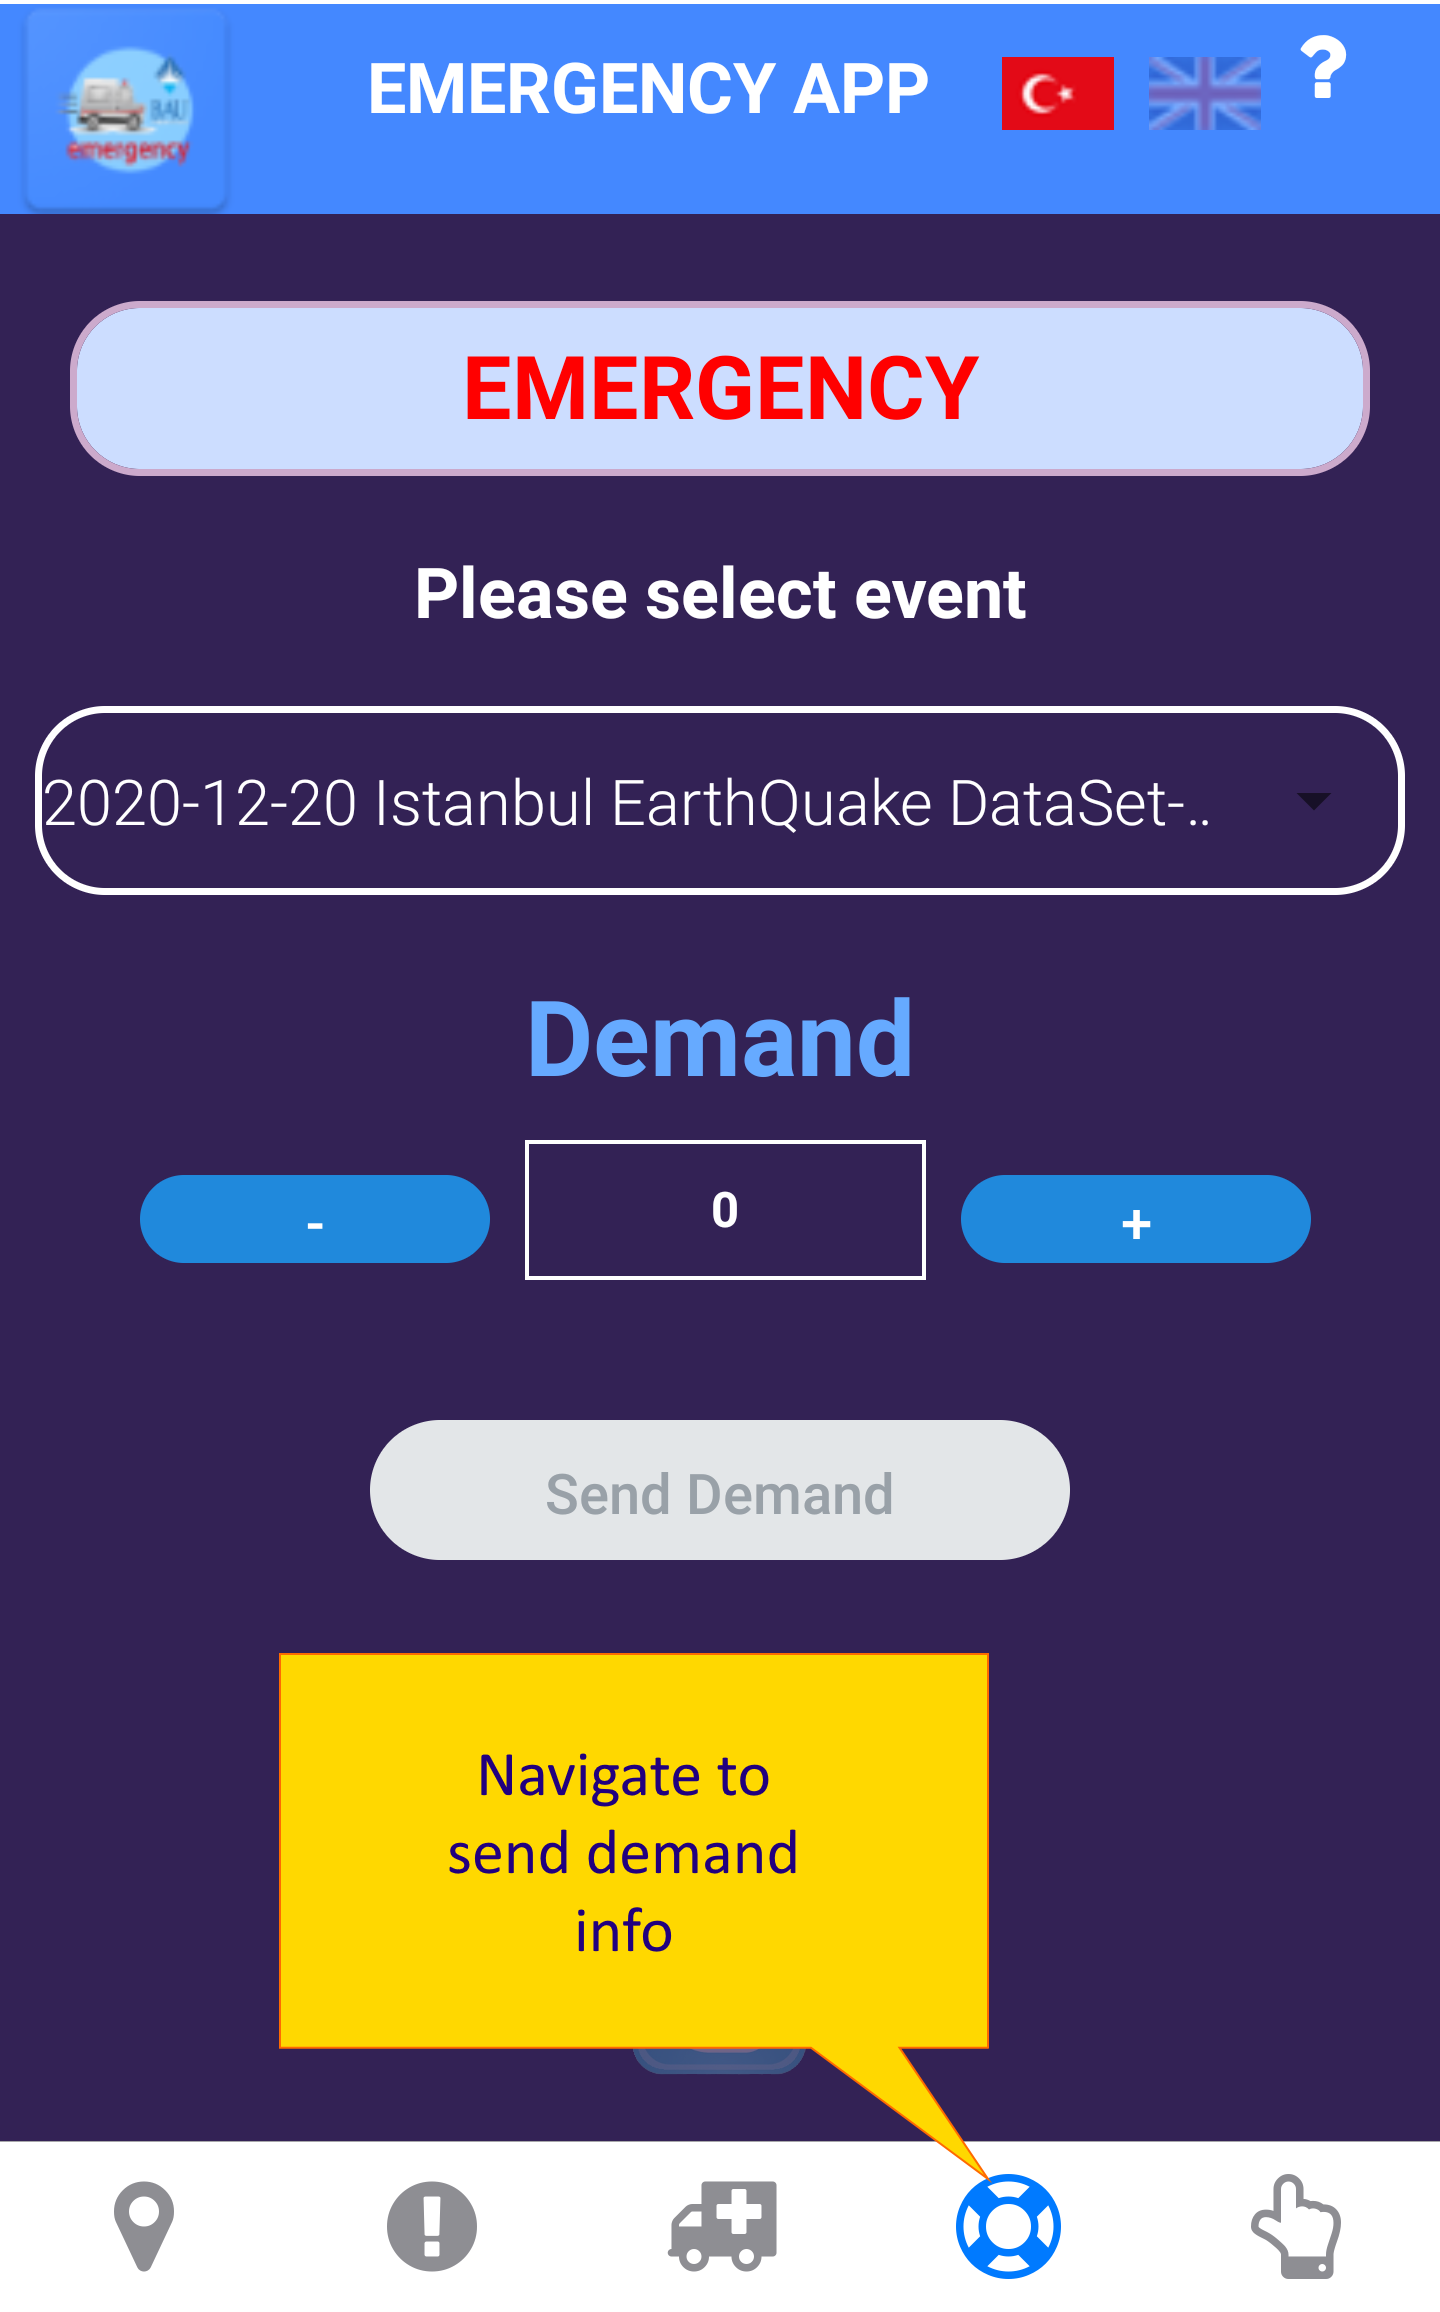 BAU
emergency
EMERGENCY APP
?
EMERGENCY
Please select event
2020-12-20 Istanbul EarthQuake DataSet-..
Demand
-
0
+
Send Demand
Navigate to
send demand
info